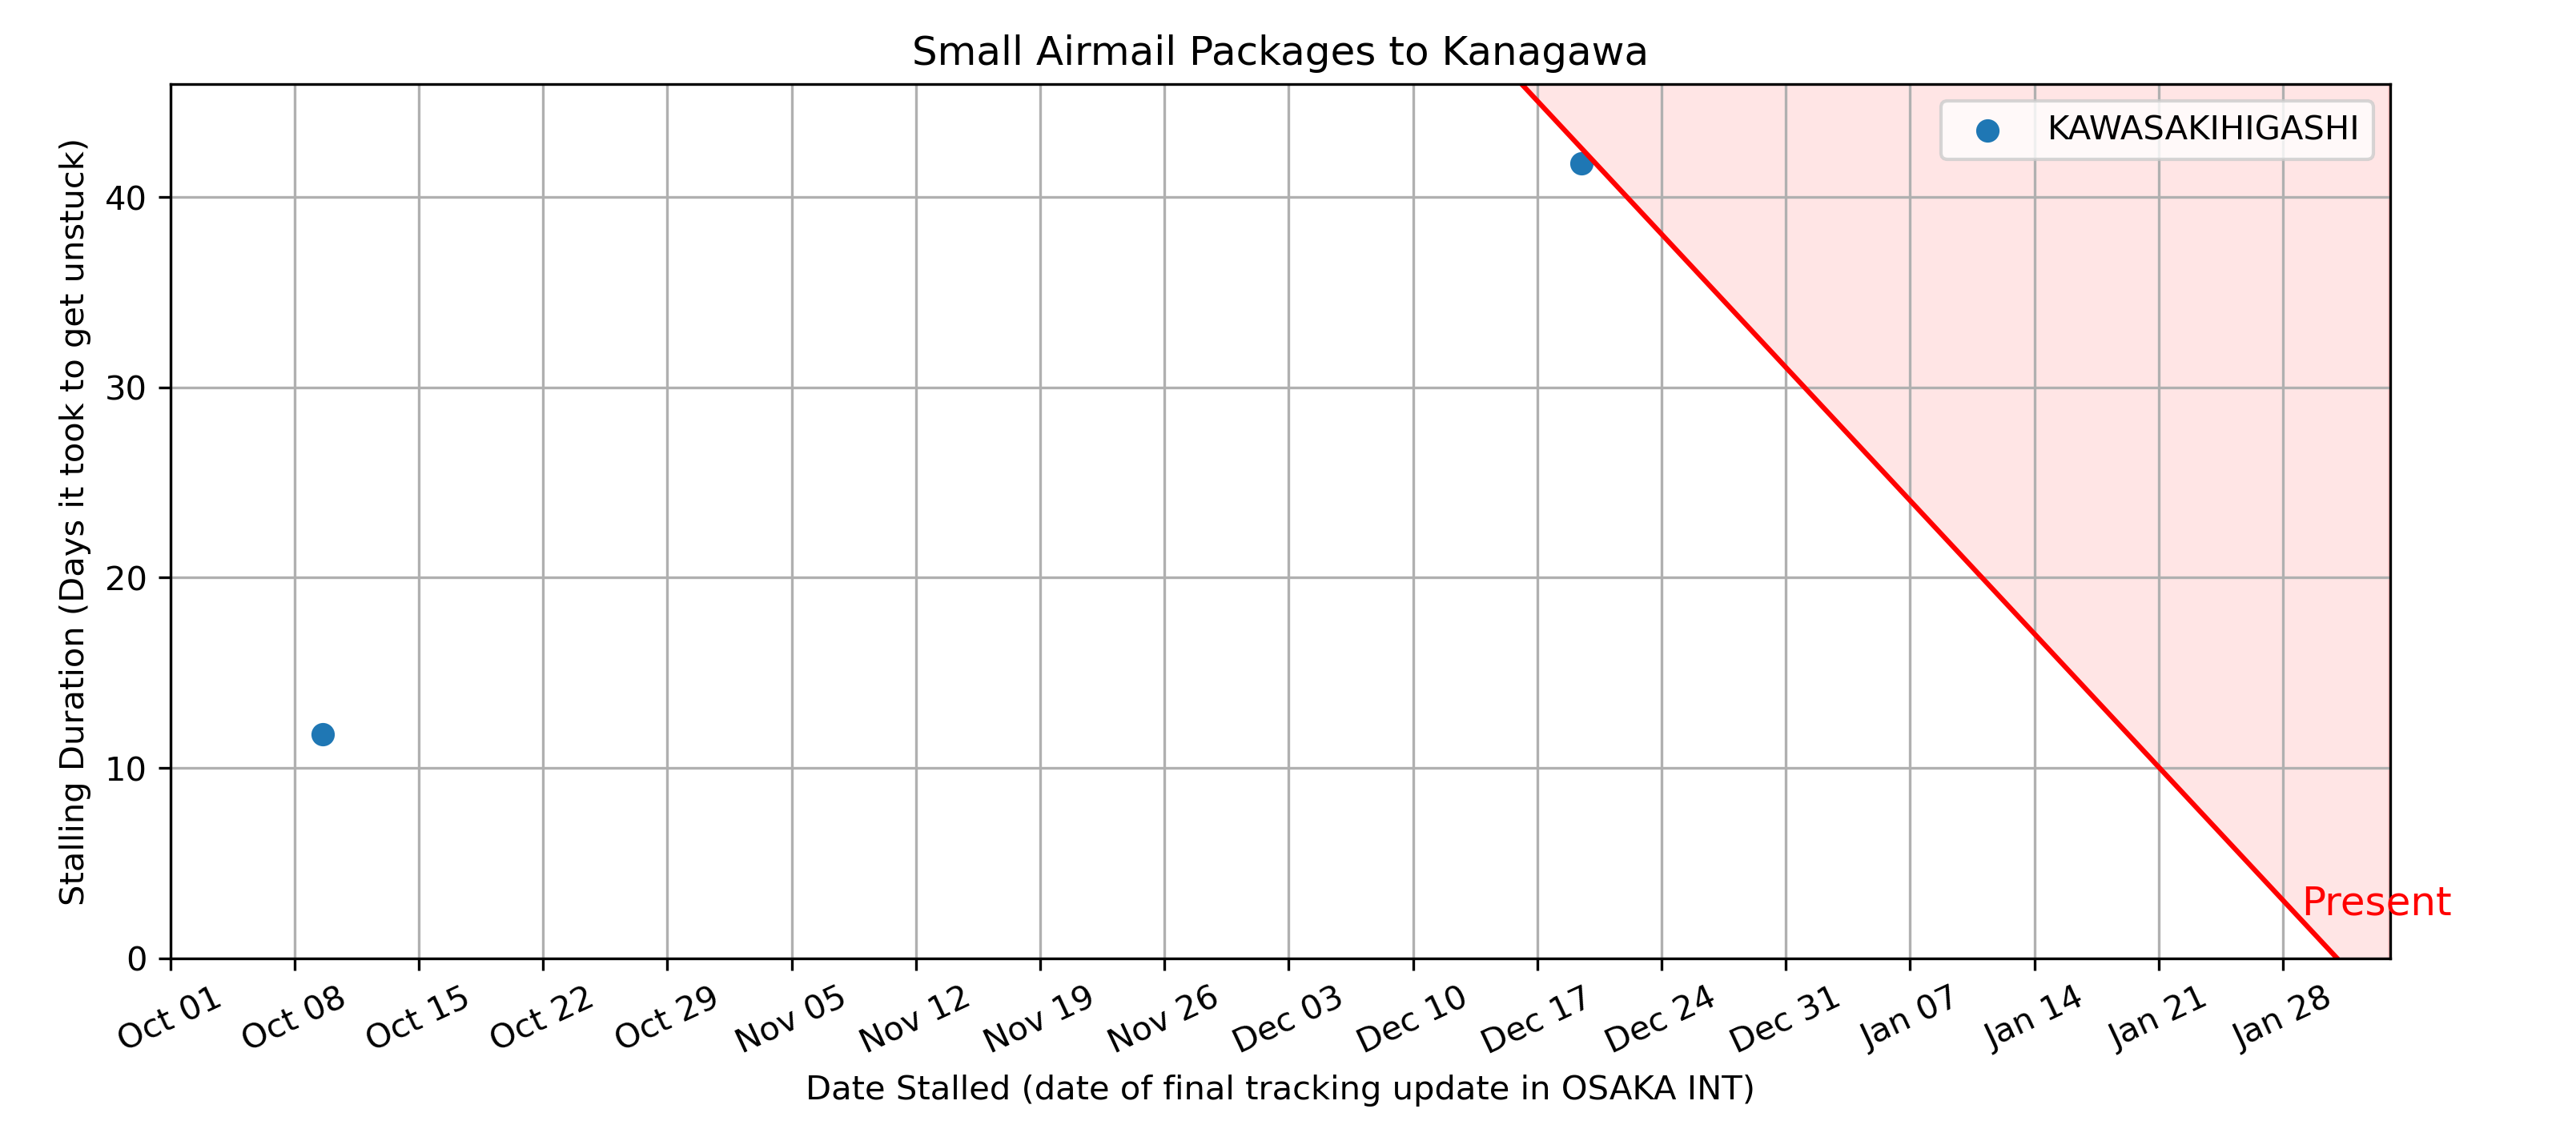 Small Airmail Packages to Kanagawa
KAWASAKIHIGASHI
Stalling Duration (Days it took to get unstuck)
40
30
20
10
0
Present
Oct 01
Oct 08
Oct 15
Oct 22
Oct 29
Nov 05
Nov 12
Nov 19
Nov 26
Dec 03
Dec 10
Dec 17
Dec 24
Dec 31
Jan 07
Jan 14
Jan 21
Jan 28
Date Stalled (date of final tracking update in OSAKA INT)